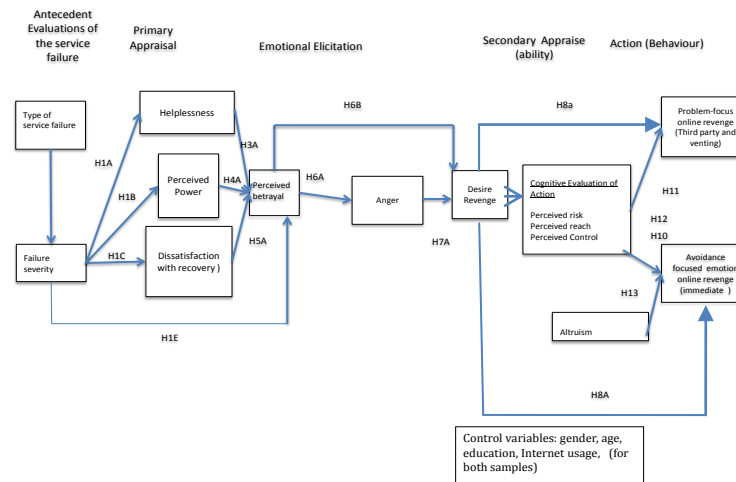 Antecedent
Evaluations of
the service
failure
Primary
Appraisal
Emotional Elicitation
Secondary Appraise
(ability)
Action (Behaviour)
Type of
service failure
Helplessness
H6B
H8a
Problem-focus
online revenge
(Third party and
venting)
H1A
H3A
Perceived
Power
H4A
Perceived
betrayal
H6A
Anger
Desire
Revenge
Cognitive Evaluation of
Action
Perceived risk
Perceived reach
Perceived Control
H11
H1B
H12
H10
H7A
Failure
severity
H1C
Dissatisfaction
with recovery )
H5A
Avoidance
focused emotion
online revenge
(immediate )
H13
Altruism
H1E
H8A
Control variables: gender, age,
education, Internet usage, (for
both samples)